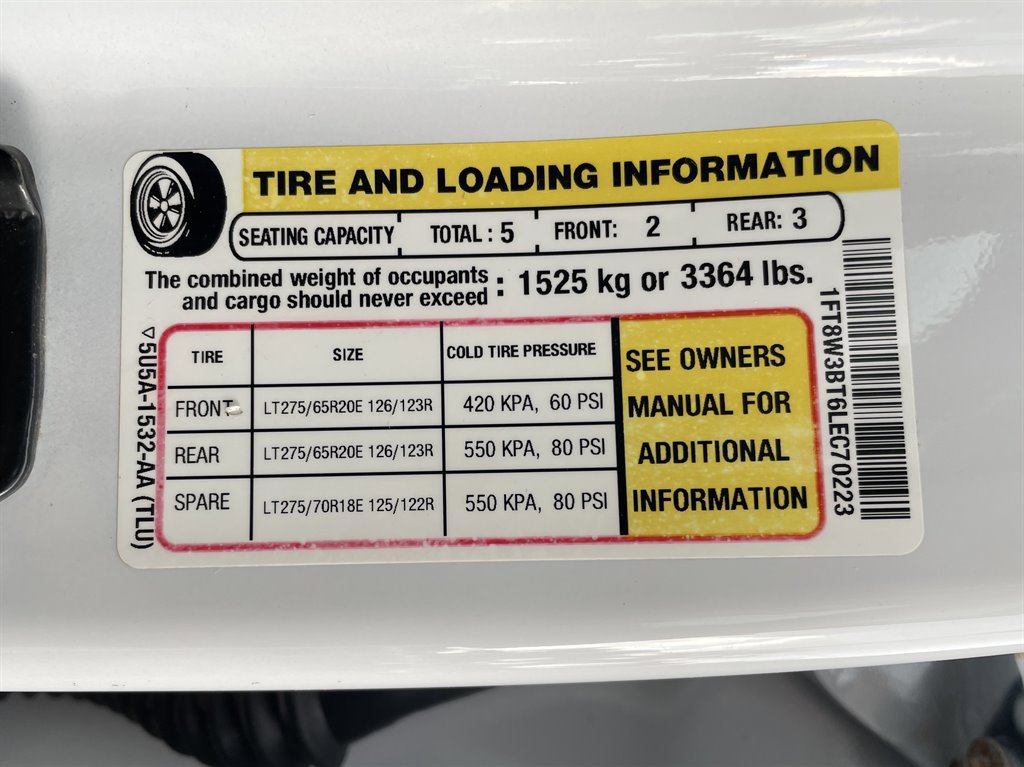 TIRE AND LOADING INFORMATION
SEATING CAPACITY TOTAL : 5 FRONT: 2 REAR: 3
The combined weight of occupants
and cargo should never exceed : 1525 kg or 3364 lbs.
TIRE SIZE COLD TIRE PRESSURE
FRONT LT275/65R20E 126/123R 420 KPA, 60 PSI
REAR LT275/65R20E 126/123R 550 KPA, 80 PSI
SPARE LT275/70R18E 125/122R 550 KPA, 80 PSI
SEE OWNERS
MANUAL FOR
ADDITIONAL
INFORMATION
▽5U5A-1532-AA (TLU)
1FT8W3BT6LEC70223